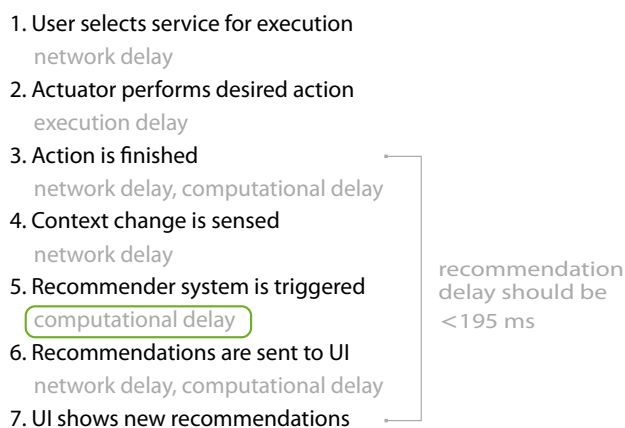 1. User selects service for execution
network delay
2. Actuator performs desired action
execution delay
3. Action is finished
network delay, computational delay
4. Context change is sensed
network delay
5. Recommender system is triggered
computational delay
6. Recommendations are sent to UI
network delay, computational delay
7. UI shows new recommendations
recommendation
delay should be
<195 ms